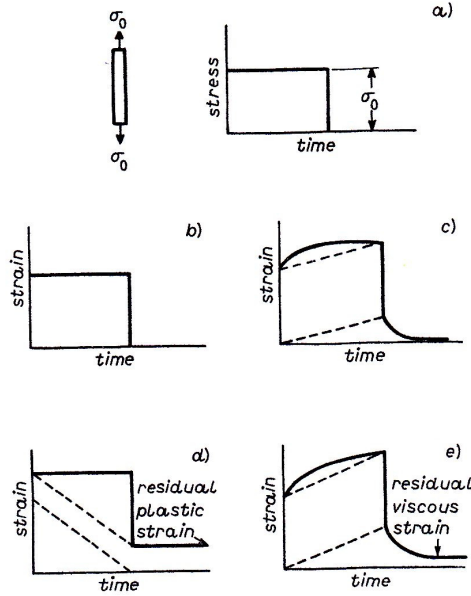 σ₀
a)
stress
σ₀
σ₀
time
b)
strain
time
c)
strain
time
d)
strain
residual
plastic
strain
time
e)
strain
residual
viscous
strain
time